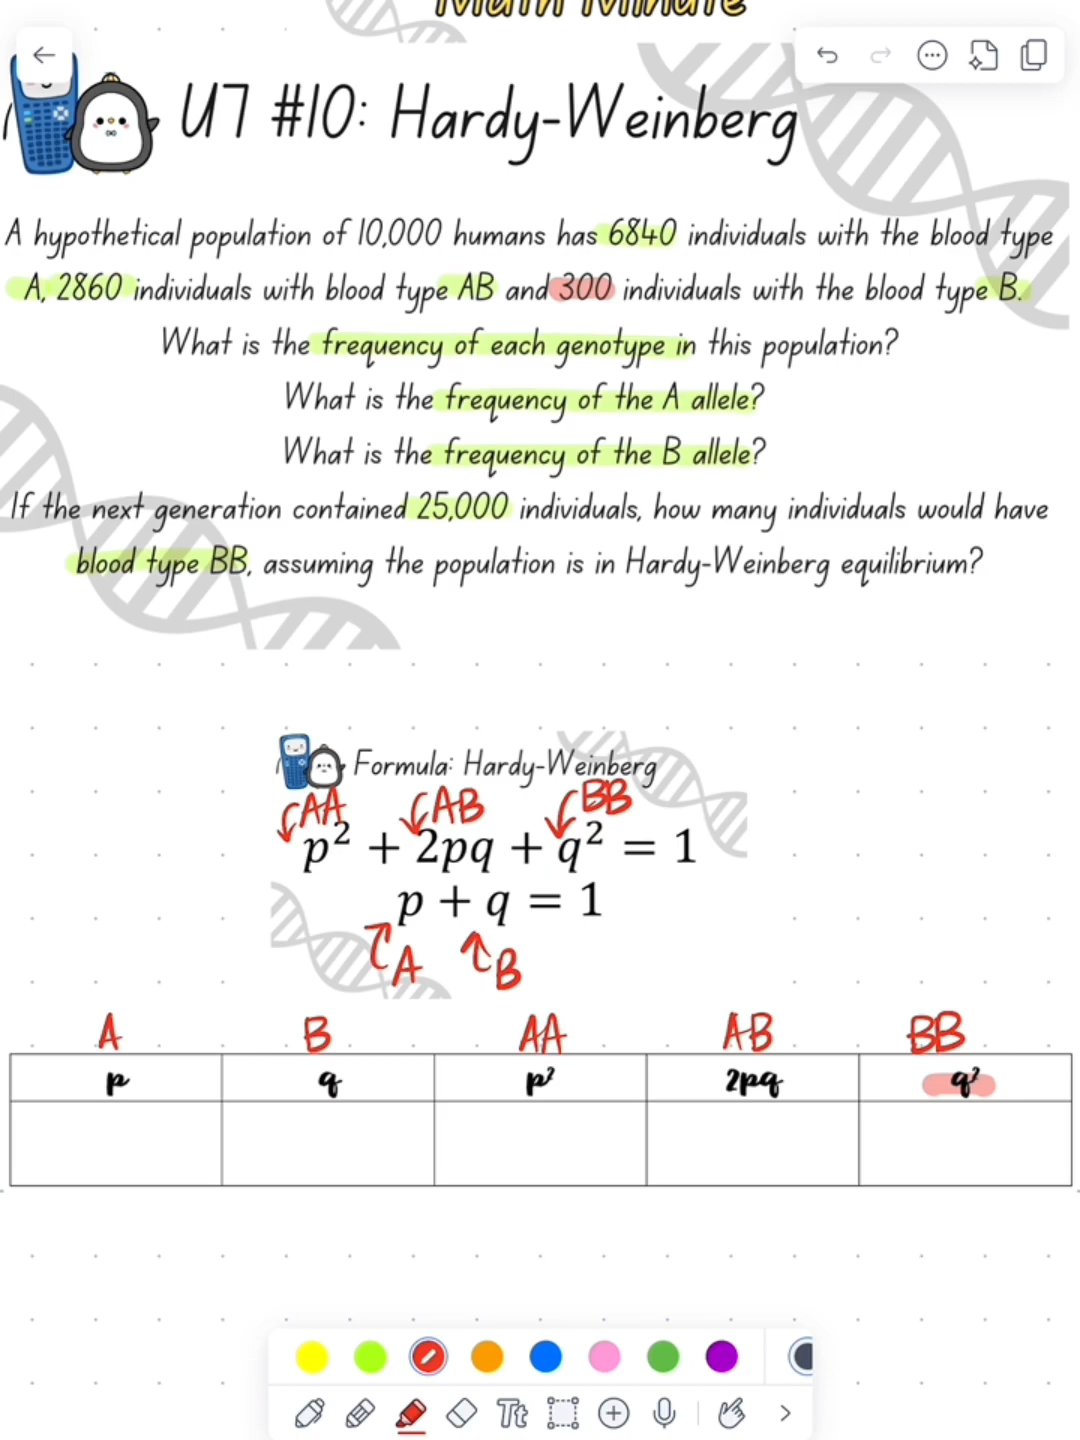 Math Minute
U7 #10: Hardy-Weinberg
A hypothetical population of 10,000 humans has 6840 individuals with the blood type
A, 2860 individuals with blood type AB and 300 individuals with the blood type B.
What is the frequency of each genotype in this population?
What is the frequency of the A allele?
What is the frequency of the B allele?
If the next generation contained 25,000 individuals, how many individuals would have
blood type BB, assuming the population is in Hardy-Weinberg equilibrium?
Formula: Hardy-Weinberg
AA AB BB
p² + 2pq + q² = 1
p + q = 1
A B
A B AA AB BB
p q p² 2pq q²
Tt